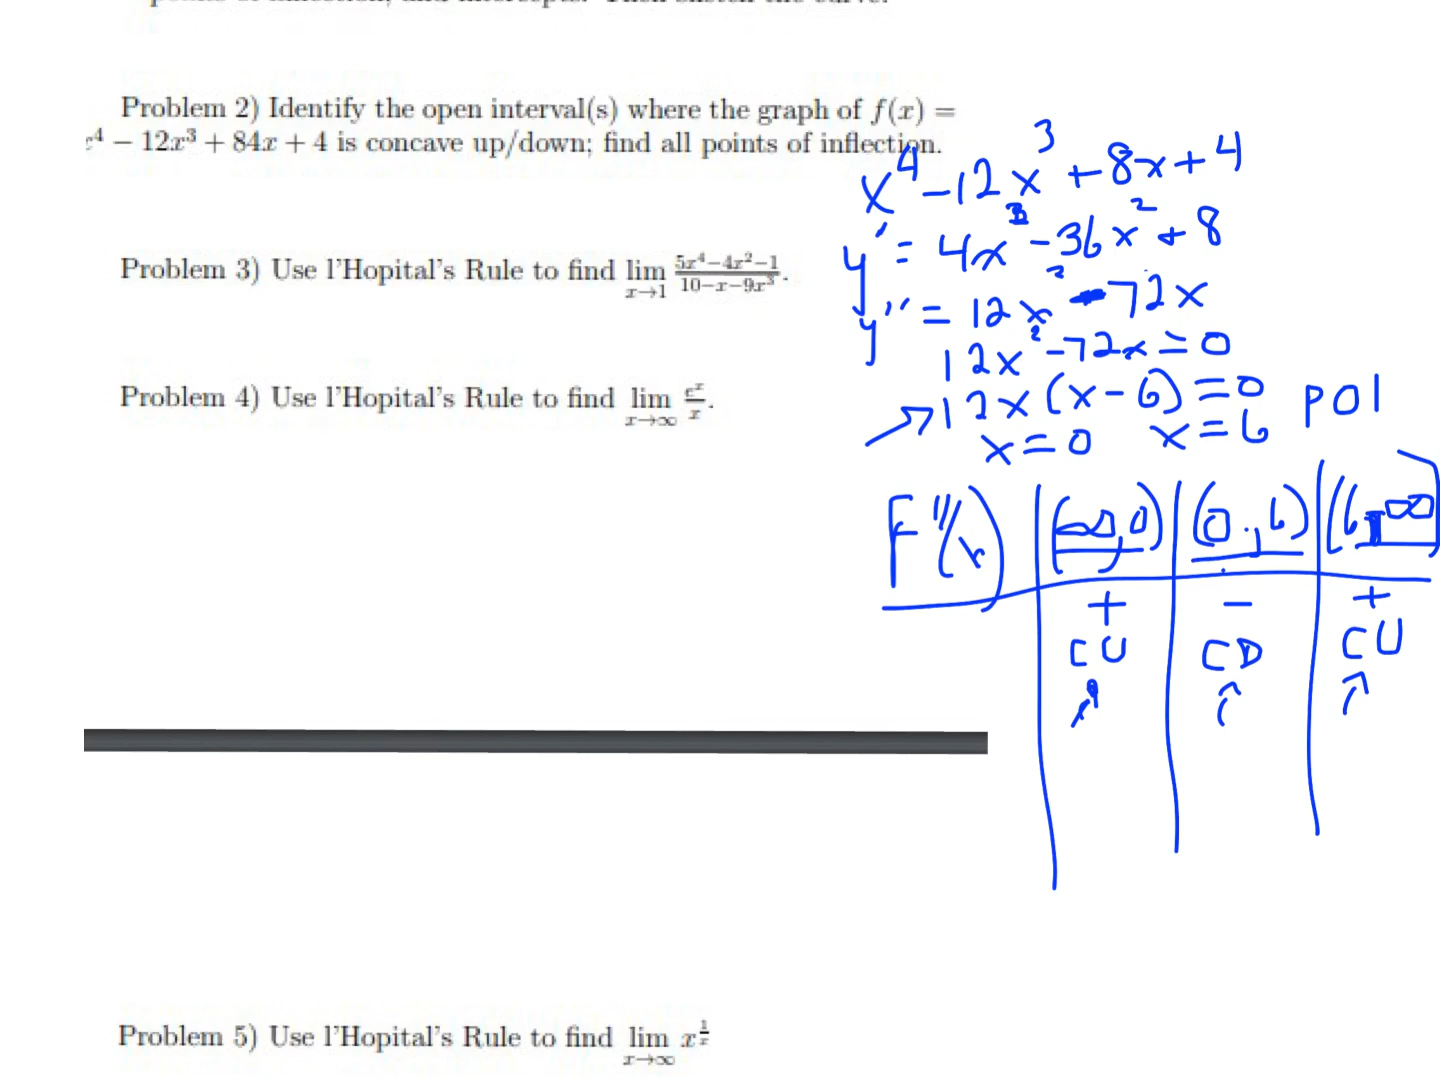 Problem 2) Identify the open interval(s) where the graph of f(x) =
x⁴ − 12x³ + 84x + 4 is concave up/down; find all points of inflection.
x⁴ -12x³ +8x+4
y' = 4x³ -36x² + 8
Problem 3) Use l'Hopital's Rule to find lim x→1 (5x⁴−4x²−1)/(10−x−9x³).
y'' = 12x² - 72x
12x² -72x = 0
Problem 4) Use l'Hopital's Rule to find lim x→∞ eˣ/x.
12x(x-6)=0 POI
x=0 x=6
F''(x) (-∞,0) (0,6) (6,∞)
+ - +
CU CD CU
Problem 5) Use l'Hopital's Rule to find lim x→∞ x^(1/x)